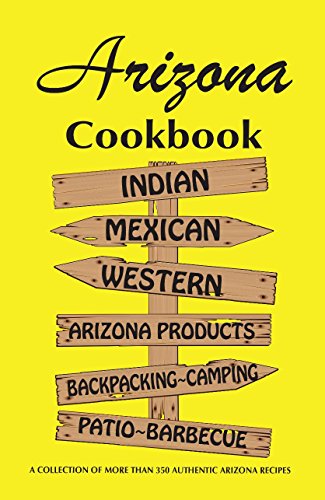 Arizona
Cookbook
INDIAN
MEXICAN
WESTERN
ARIZONA PRODUCTS
BACKPACKING~CAMPING
PATIO~BARBECUE
A COLLECTION OF MORE THAN 350 AUTHENTIC ARIZONA RECIPES